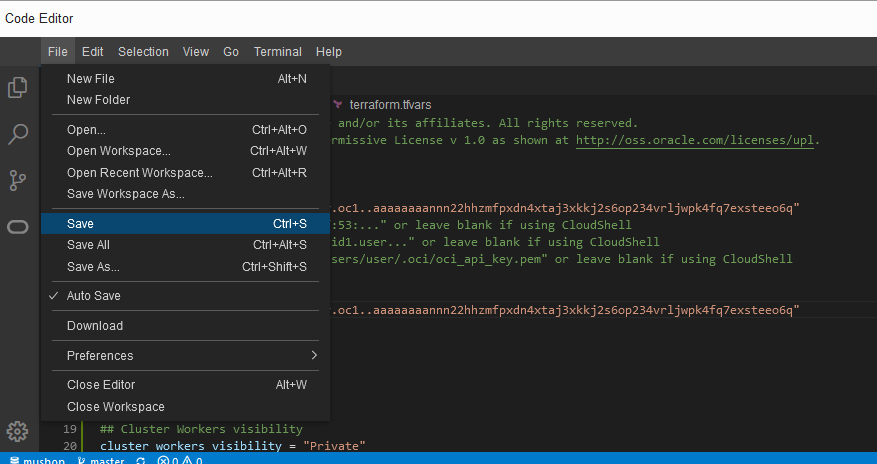 Code Editor
File Edit Selection View Go Terminal Help
New File Alt+N
New Folder
Open... Ctrl+Alt+O
Open Workspace... Ctrl+Alt+W
Open Recent Workspace... Ctrl+Alt+R
Save Workspace As...
Save Ctrl+S
Save All Ctrl+Alt+S
Save As... Ctrl+Shift+S
Auto Save
Download
Preferences
Close Editor Alt+W
Close Workspace
terraform.tfvars
and/or its affiliates. All rights reserved.
rmissive License v 1.0 as shown at http://oss.oracle.com/licenses/upl.
.oc1..aaaaaaaannn22hhzmfpxdn4xtaj3xkkj2s6op234vrljwpk4fq7exsteeo6q"
:53:..." or leave blank if using CloudShell
id1.user..." or leave blank if using CloudShell
sers/user/.oci/oci_api_key.pem" or leave blank if using CloudShell
.oc1..aaaaaaaannn22hhzmfpxdn4xtaj3xkkj2s6op234vrljwpk4fq7exsteeo6q"
19 ## Cluster Workers visibility
20 cluster_workers_visibility = "Private"
mushop master 0 0